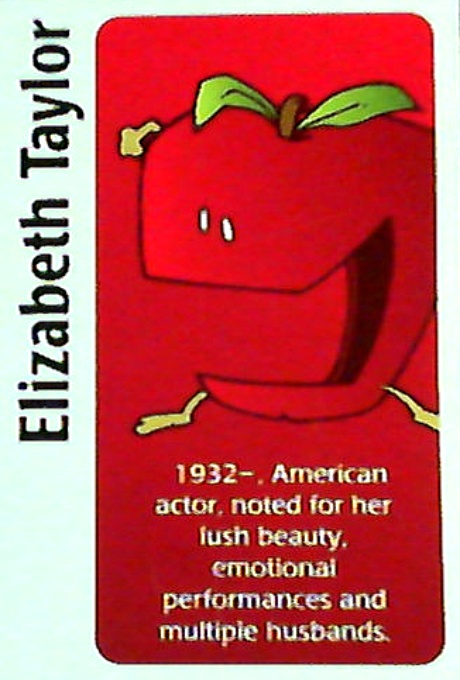 Elizabeth Taylor
1932–. American
actor, noted for her
lush beauty,
emotional
performances and
multiple husbands.